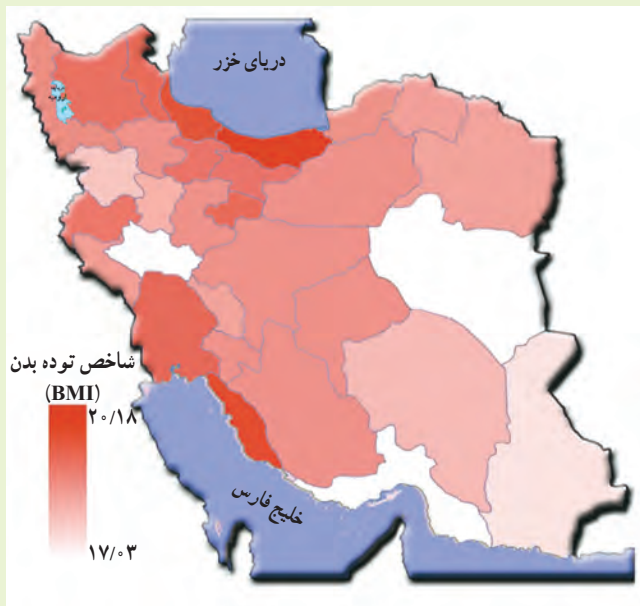 دریای خزر
شاخص توده بدن
(BMI)
۲۰/۱۸
۱۷/۰۳
خلیج فارس